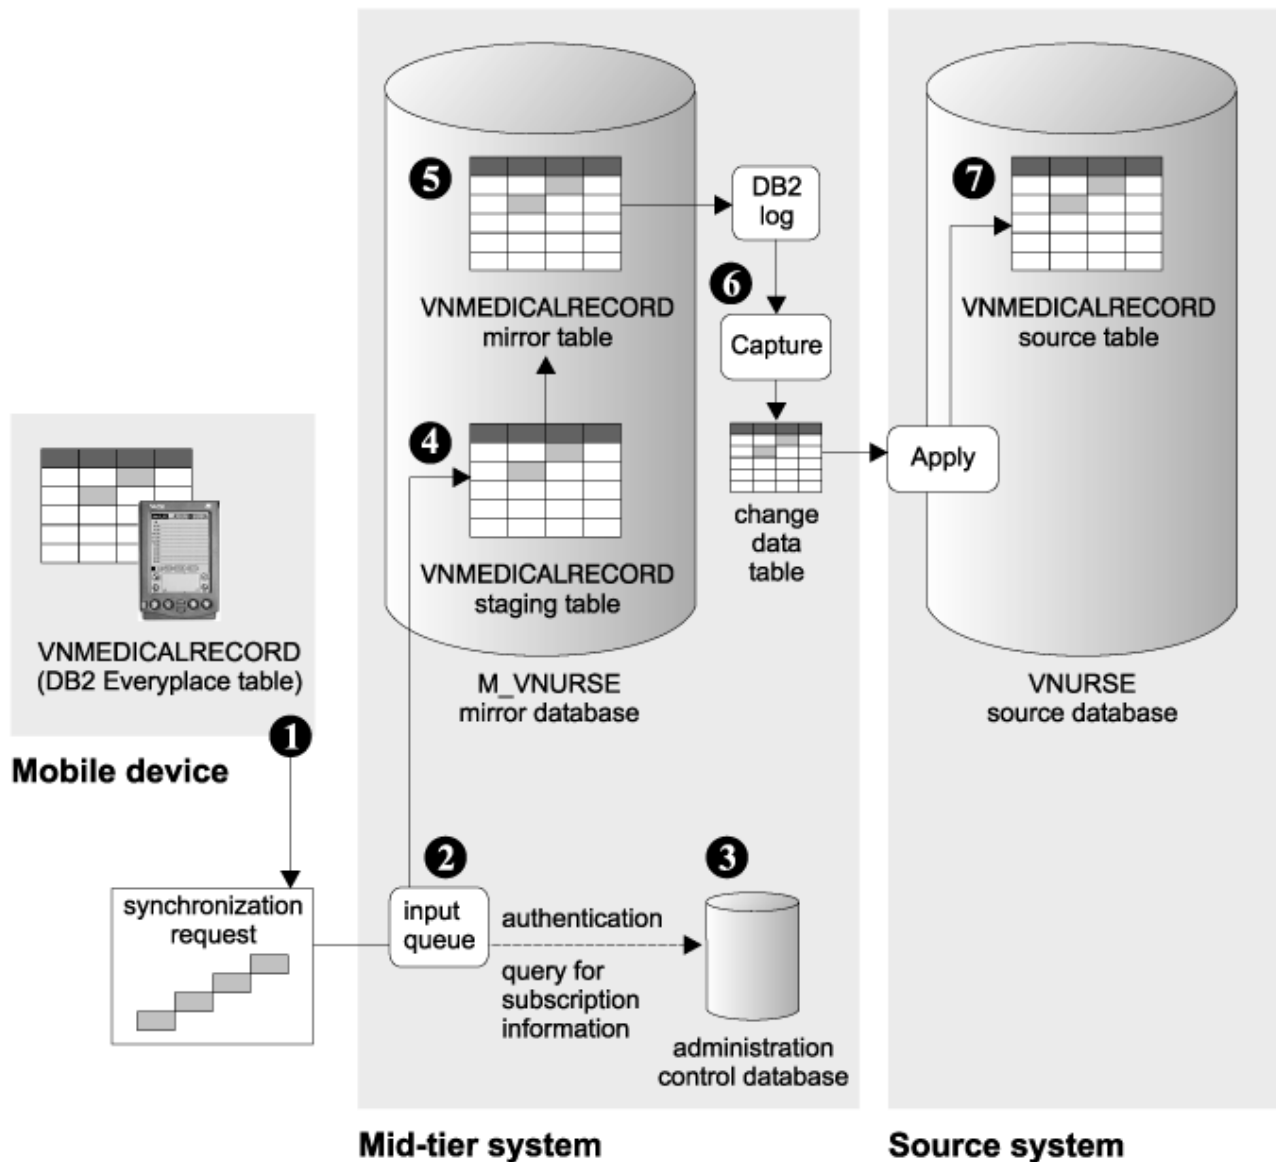 5
VNMEDICALRECORD
mirror table
DB2
log
6
Capture
change
data
table
4
VNMEDICALRECORD
staging table
M_VNURSE
mirror database
7
VNMEDICALRECORD
source table
Apply
VNURSE
source database
VNMEDICALRECORD
(DB2 Everyplace table)
1
Mobile device
synchronization
request
2
input
queue
authentication
query for
subscription
information
3
administration
control database
Mid-tier system
Source system